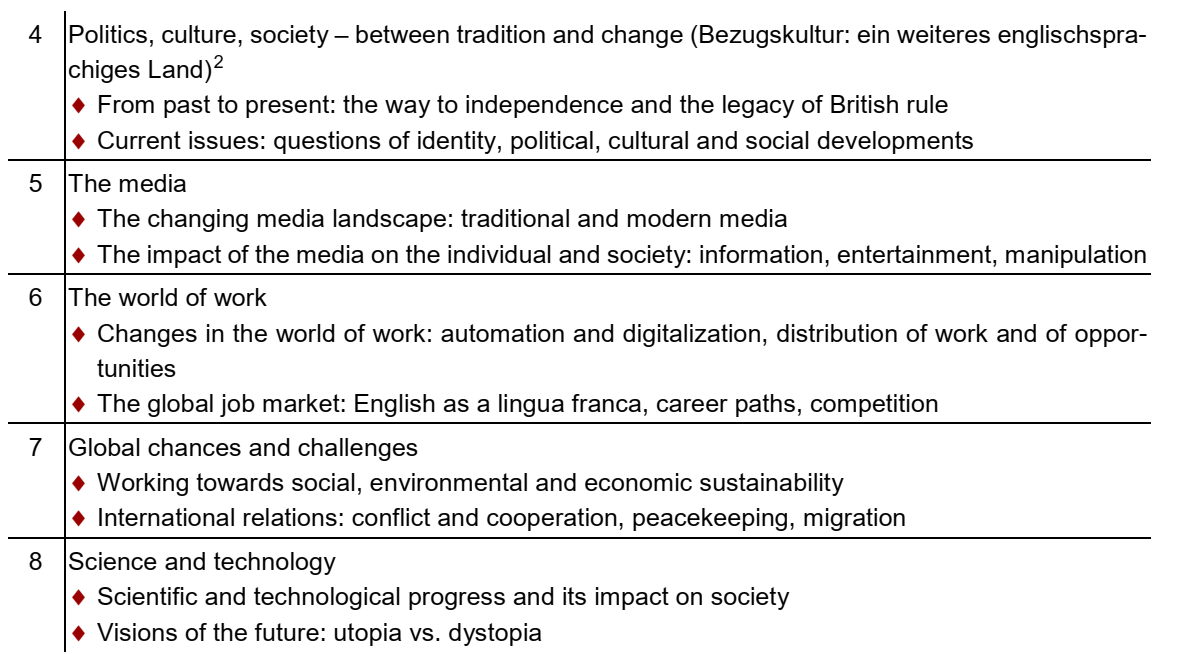 4 Politics, culture, society – between tradition and change (Bezugskultur: ein weiteres englischspra-
chiges Land)2
♦ From past to present: the way to independence and the legacy of British rule
♦ Current issues: questions of identity, political, cultural and social developments
5 The media
♦ The changing media landscape: traditional and modern media
♦ The impact of the media on the individual and society: information, entertainment, manipulation
6 The world of work
♦ Changes in the world of work: automation and digitalization, distribution of work and of oppor-
tunities
♦ The global job market: English as a lingua franca, career paths, competition
7 Global chances and challenges
♦ Working towards social, environmental and economic sustainability
♦ International relations: conflict and cooperation, peacekeeping, migration
8 Science and technology
♦ Scientific and technological progress and its impact on society
♦ Visions of the future: utopia vs. dystopia